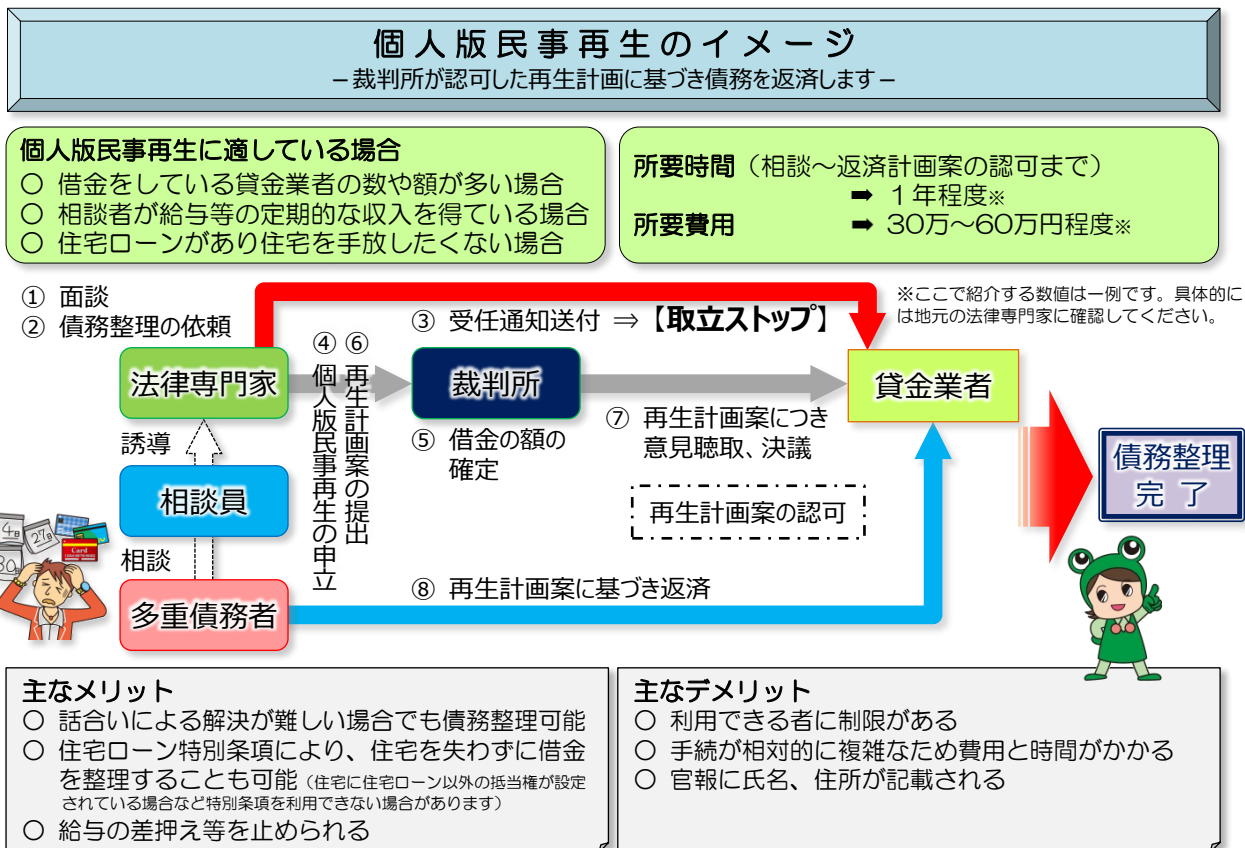 個人版民事再生のイメージ
－裁判所が認可した再生計画に基づき債務を返済します－
個人版民事再生に適している場合
〇 借金をしている貸金業者の数や額が多い場合
〇 相談者が給与等の定期的な収入を得ている場合
〇 住宅ローンがあり住宅を手放したくない場合
所要時間（相談～返済計画案の認可まで）
➡ １年程度※
所要費用 ➡ 30万～60万円程度※
※ここで紹介する数値は一例です。具体的に
は地元の法律専門家に確認してください。
① 面談
② 債務整理の依頼
③ 受任通知送付 ⇒【取立ストップ】
法律専門家
④ 個人版民事再生の申立
⑥ 再生計画案の提出
裁判所
貸金業者
⑤ 借金の額の
確定
⑦ 再生計画案につき
意見聴取、決議
再生計画案の認可
債務整理
完了
誘導
相談員
相談
多重債務者
⑧ 再生計画案に基づき返済
4日
27日
30日
Card
主なメリット
〇 話合いによる解決が難しい場合でも債務整理可能
〇 住宅ローン特別条項により、住宅を失わずに借金
を整理することも可能（住宅に住宅ローン以外の抵当権が設定
されている場合など特別条項を利用できない場合があります）
〇 給与の差押え等を止められる
主なデメリット
〇 利用できる者に制限がある
〇 手続が相対的に複雑なため費用と時間がかかる
〇 官報に氏名、住所が記載される